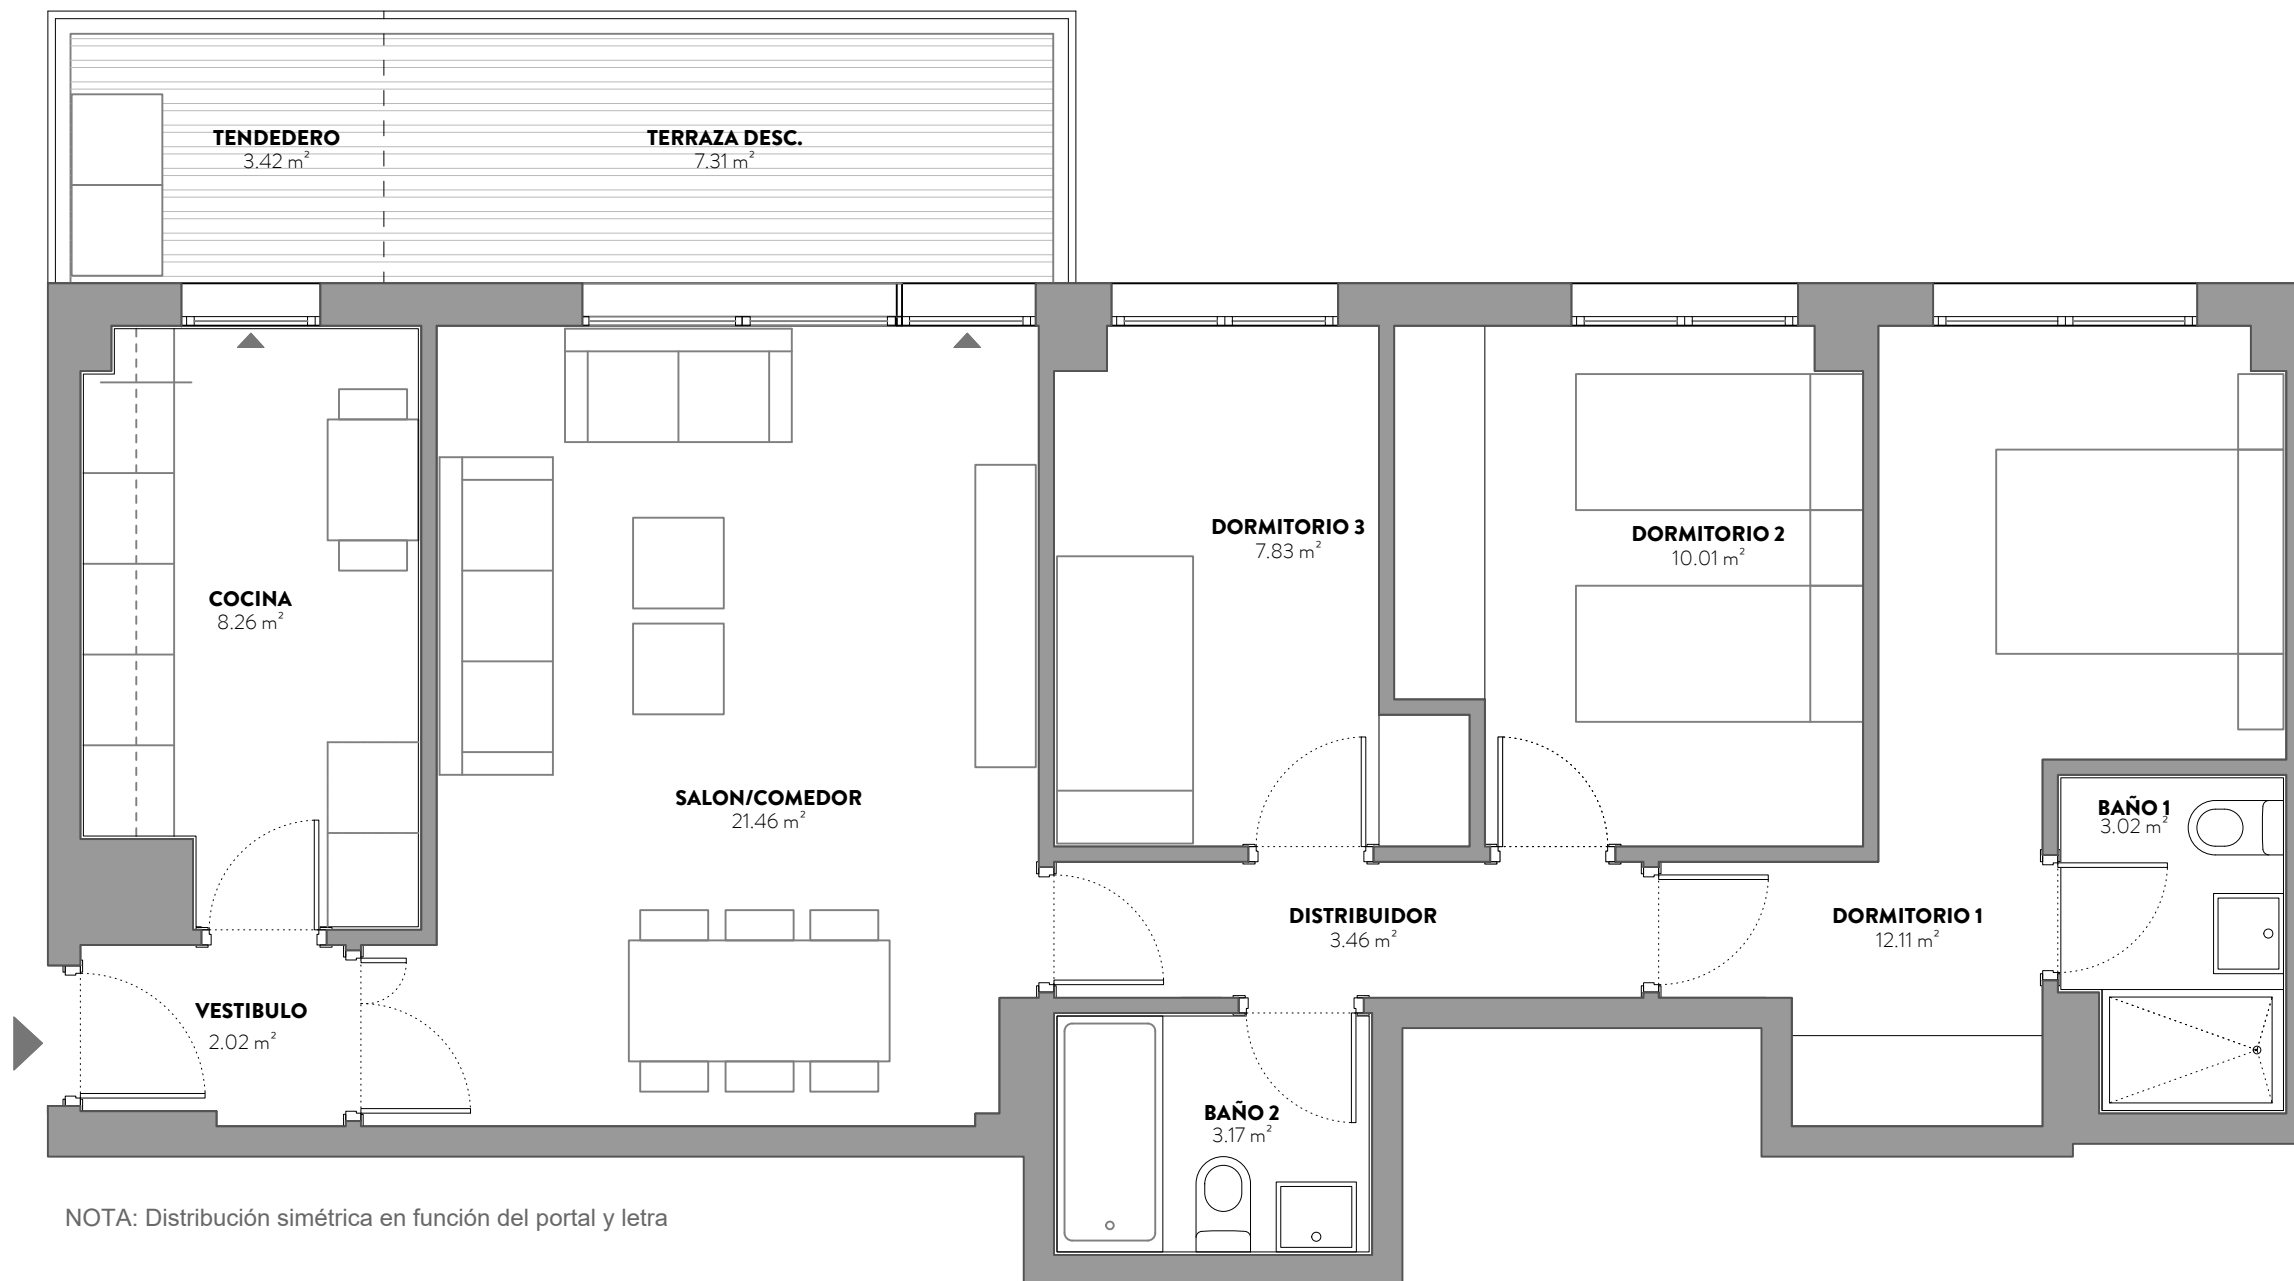 TENDEDERO
3.42 m²
TERRAZA DESC.
7.31 m²
COCINA
8.26 m²
SALON/COMEDOR
21.46 m²
DORMITORIO 3
7.83 m²
DORMITORIO 2
10.01 m²
DORMITORIO 1
12.11 m²
BAÑO 1
3.02 m²
DISTRIBUIDOR
3.46 m²
VESTIBULO
2.02 m²
BAÑO 2
3.17 m²
NOTA: Distribución simétrica en función del portal y letra